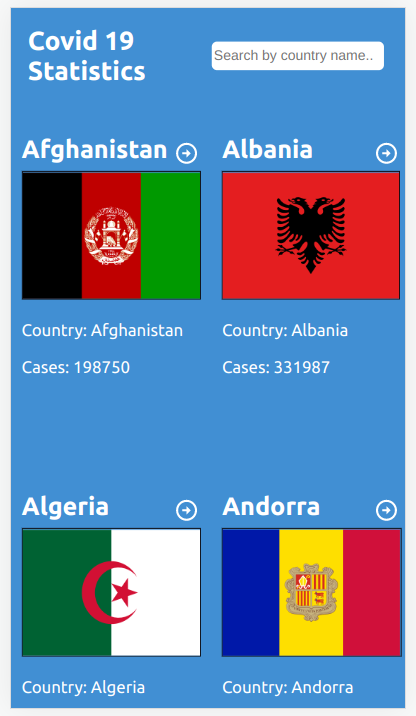 Covid 19
Statistics
Search by country name..
Afghanistan
Albania
Country: Afghanistan
Country: Albania
Cases: 198750
Cases: 331987
Algeria
Andorra
Country: Algeria
Country: Andorra